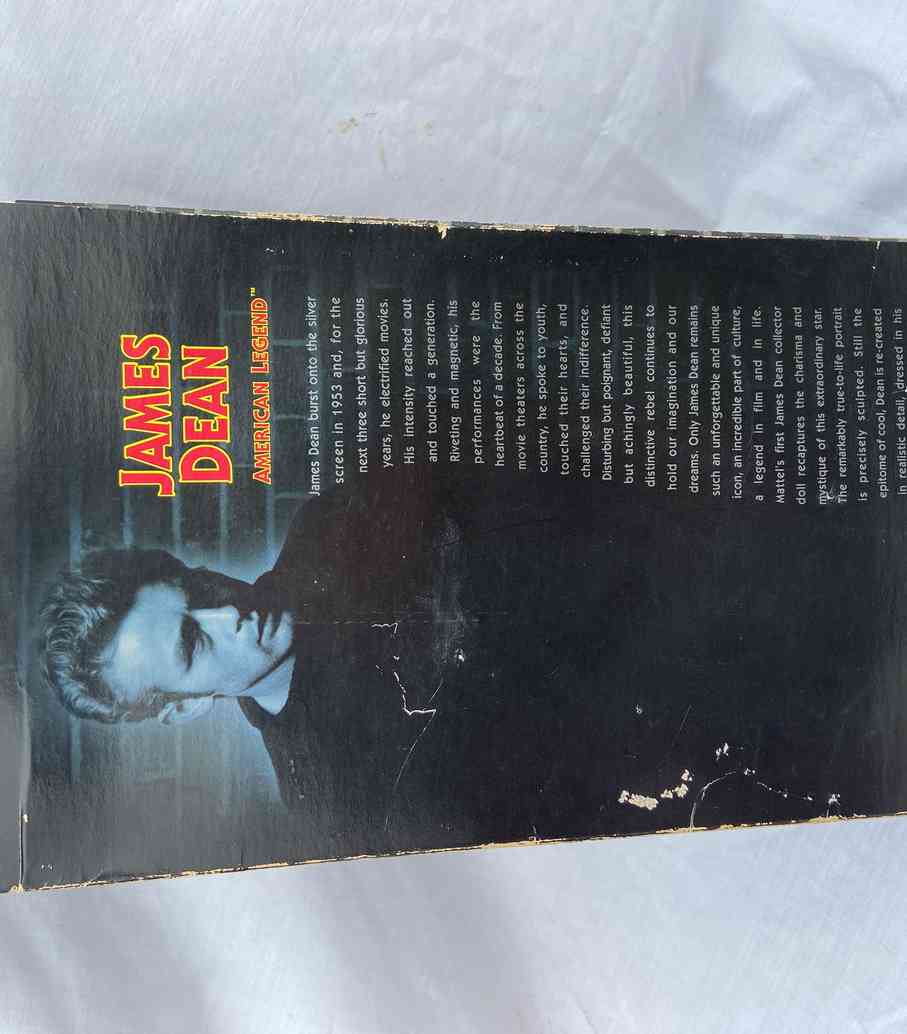 JAMES
DEAN
AMERICAN LEGEND™
James Dean burst onto the silver
screen in 1953 and, for the
next three short but glorious
years, he electrified movies.
His intensity reached out
and touched a generation.
Riveting and magnetic, his
performances were the
heartbeat of a decade. From
movie theaters across the
country, he spoke to youth,
touched their hearts, and
challenged their indifference.
Disturbing but poignant, defiant
but achingly beautiful, this
distinctive rebel continues to
hold our imagination and our
dreams. Only James Dean remains
such an unforgettable and unique
icon, an incredible part of culture,
a legend in film and in life.
Mattel's first James Dean collector
doll recaptures the charisma and
mystique of this extraordinary star.
The remarkably true-to-life portrait
is precisely sculpted. Still the
epitome of cool, Dean is re-created
in realistic detail, dressed in his